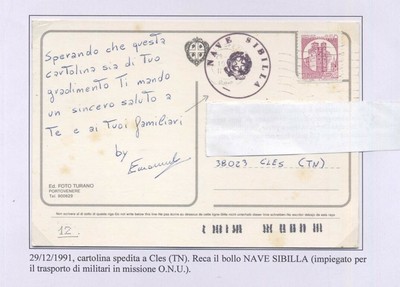 Sperando che questa
cartolina sia di Tuo
gradimento Ti mando
un sincero saluto a
Te e ai Tuoi familiari
by
NAVE SIBILLA
38023 CLES (TN)
Ed. FOTO TURANO
PORTOVENERE
12.
29/12/1991, cartolina spedita a Cles (TN). Reca il bollo NAVE SIBILLA (impiegato per
il trasporto di militari in missione O.N.U.).